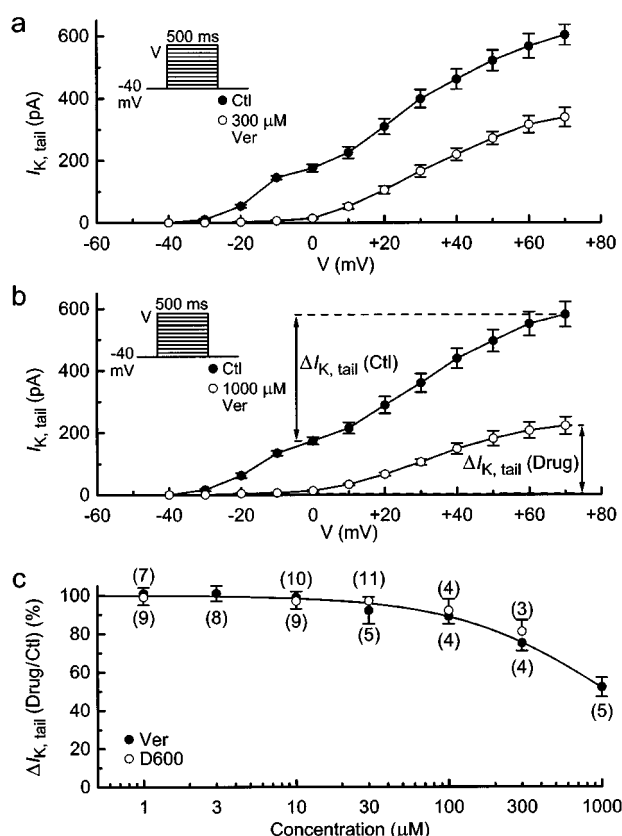 a
500 ms
V
-40
mV
● Ctl
○ 300 μM
Ver
I_K, tail (pA)
600
400
200
0
-60 -40 -20 0 +20 +40 +60 +80
V (mV)
b
500 ms
V
-40
mV
● Ctl
○ 1000 μM
Ver
ΔI_K, tail (Ctl)
ΔI_K, tail (Drug)
I_K, tail (pA)
600
400
200
0
-60 -40 -20 0 +20 +40 +60 +80
V (mV)
c
(7) (10) (11) (4) (3)
(9) (8) (9) (5) (4) (4) (5)
ΔI_K, tail (Drug/Ctl) (%)
100
80
60
40
20
0
● Ver
○ D600
1 3 10 30 100 300 1000
Concentration (μM)